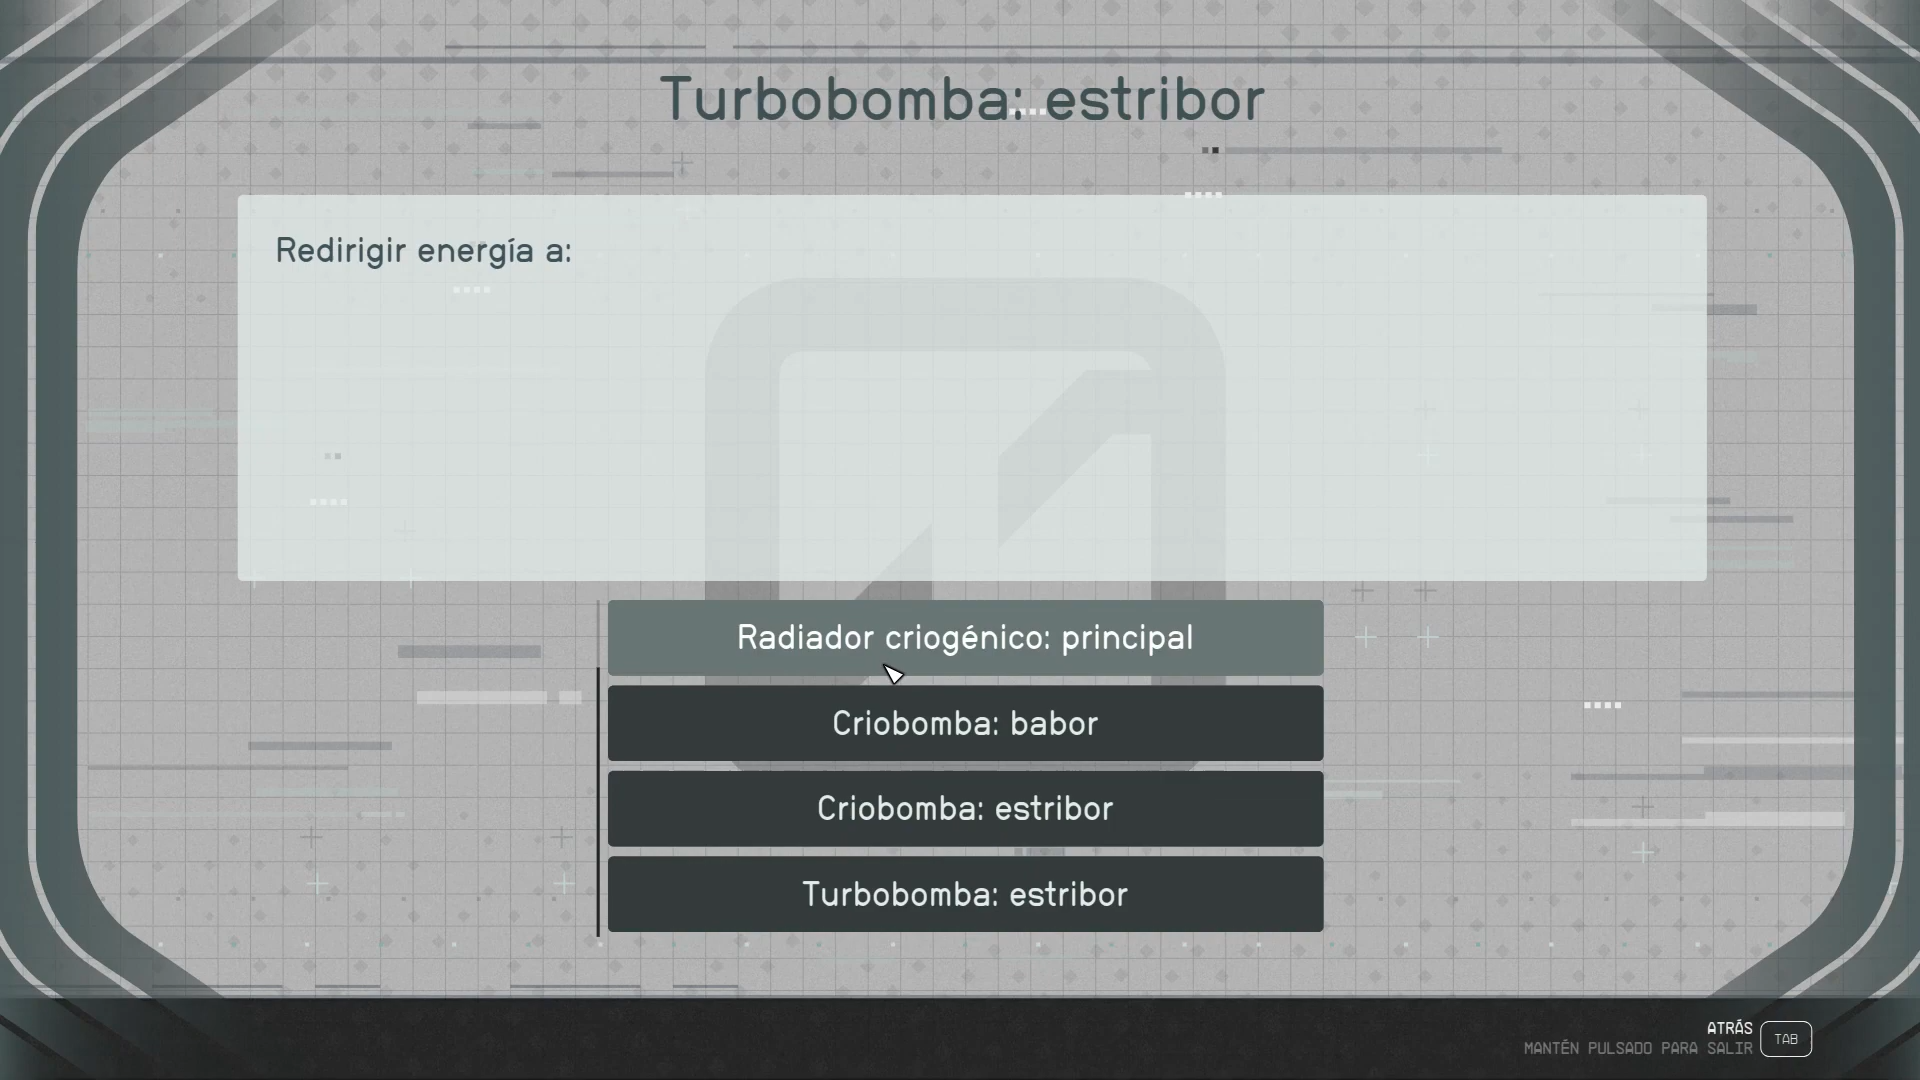 Turbobomba: estribor
Redirigir energía a:
Radiador criogénico: principal
Criobomba: babor
Criobomba: estribor
Turbobomba: estribor
ATRÁS
MANTÉN PULSADO PARA SALIR
TAB